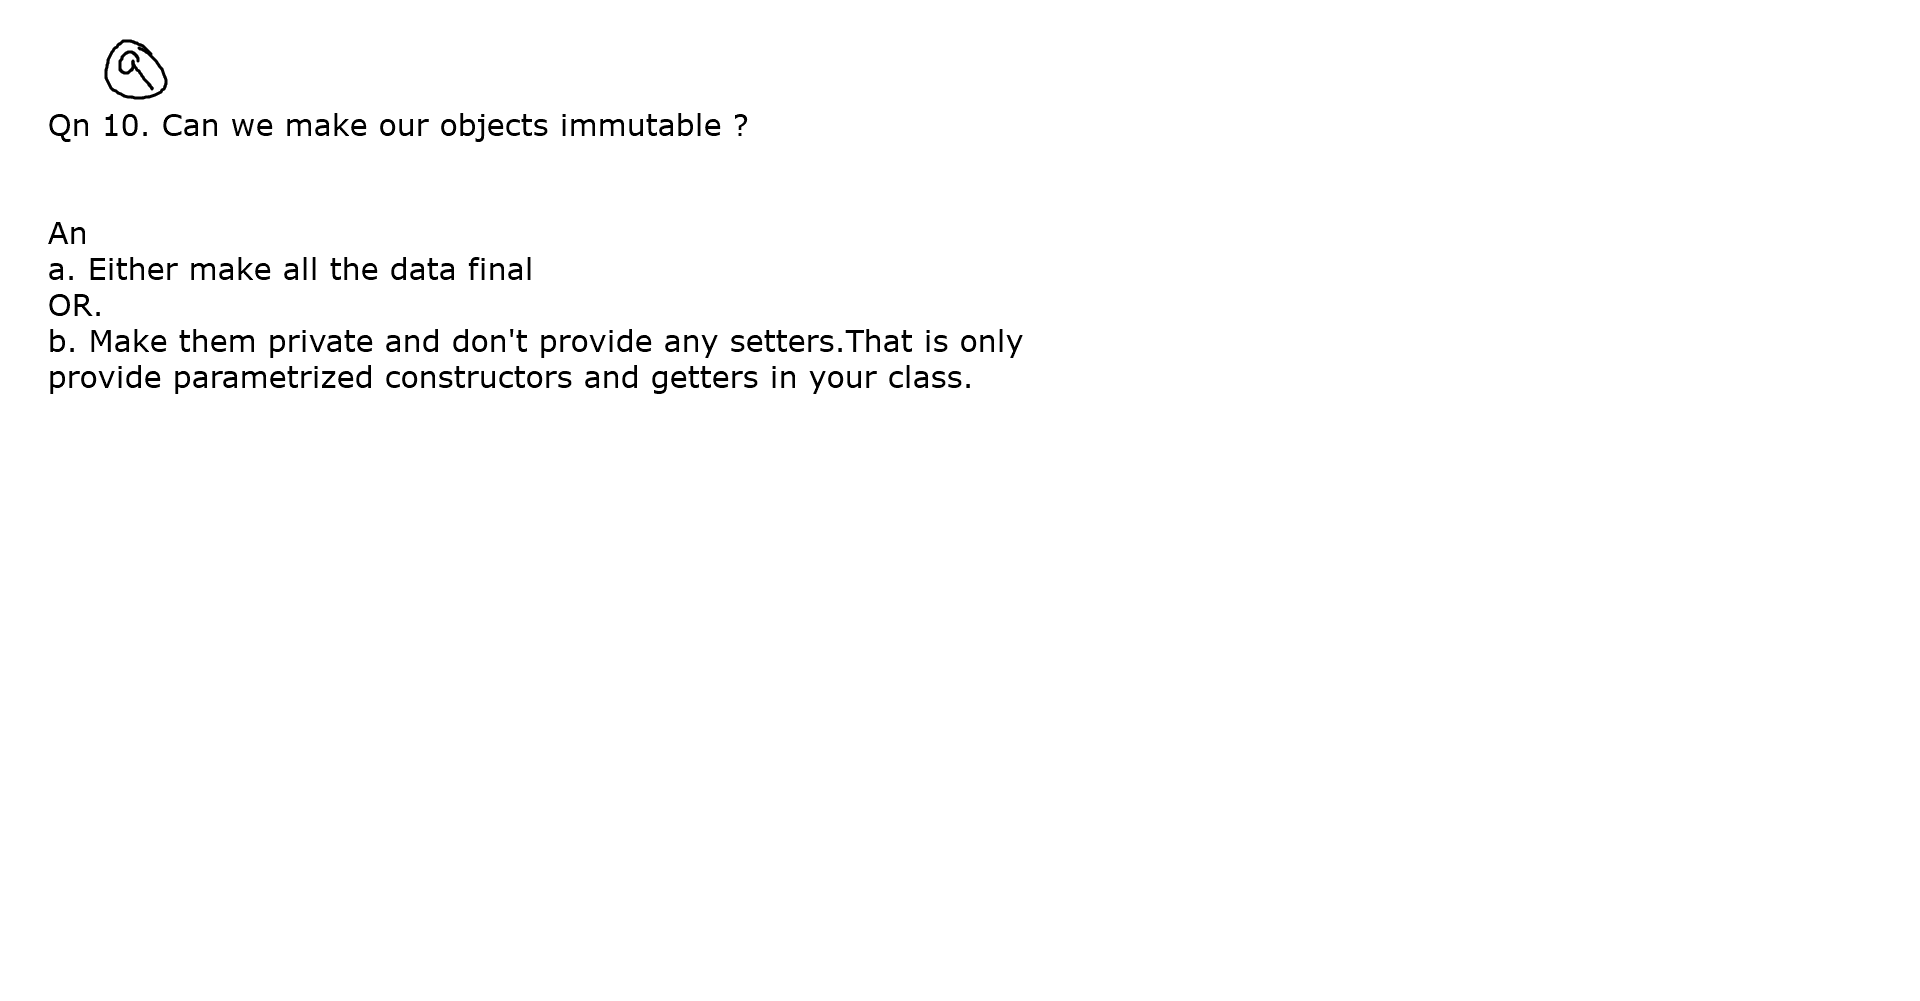 9
Qn 10. Can we make our objects immutable ?
An
a. Either make all the data final
OR.
b. Make them private and don't provide any setters.That is only
provide parametrized constructors and getters in your class.